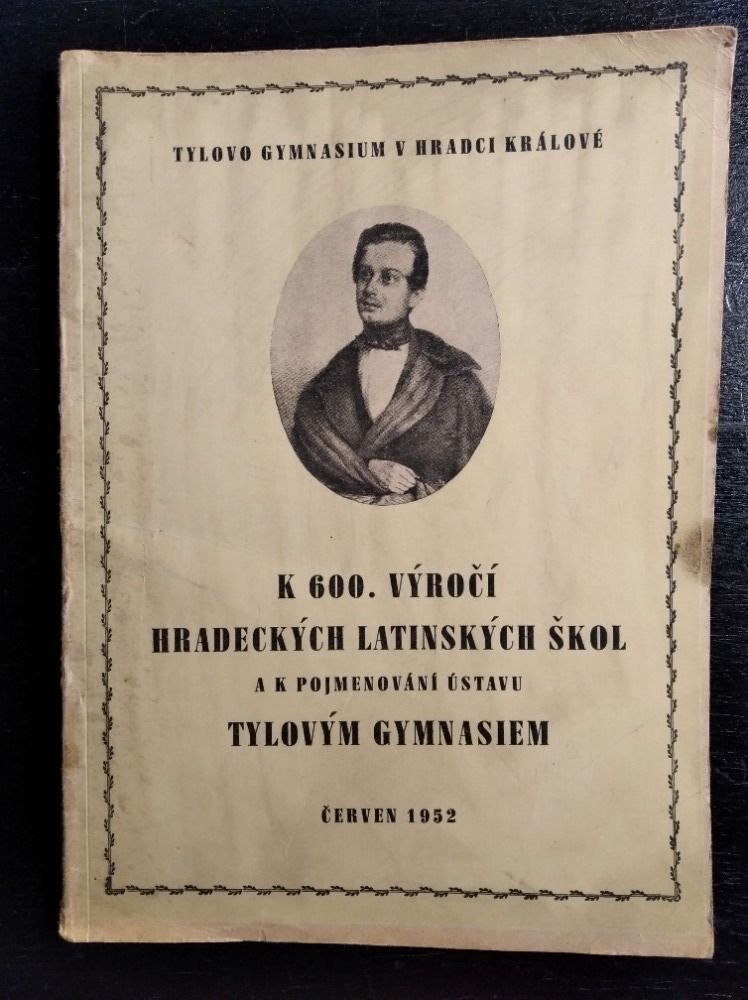 TYLOVO GYMNASIUM V HRADCI KRÁLOVÉ
K 600. VÝROČÍ
HRADECKÝCH LATINSKÝCH ŠKOL
A K POJMENOVÁNÍ ÚSTAVU
TYLOVÝM GYMNASIEM
ČERVEN 1952